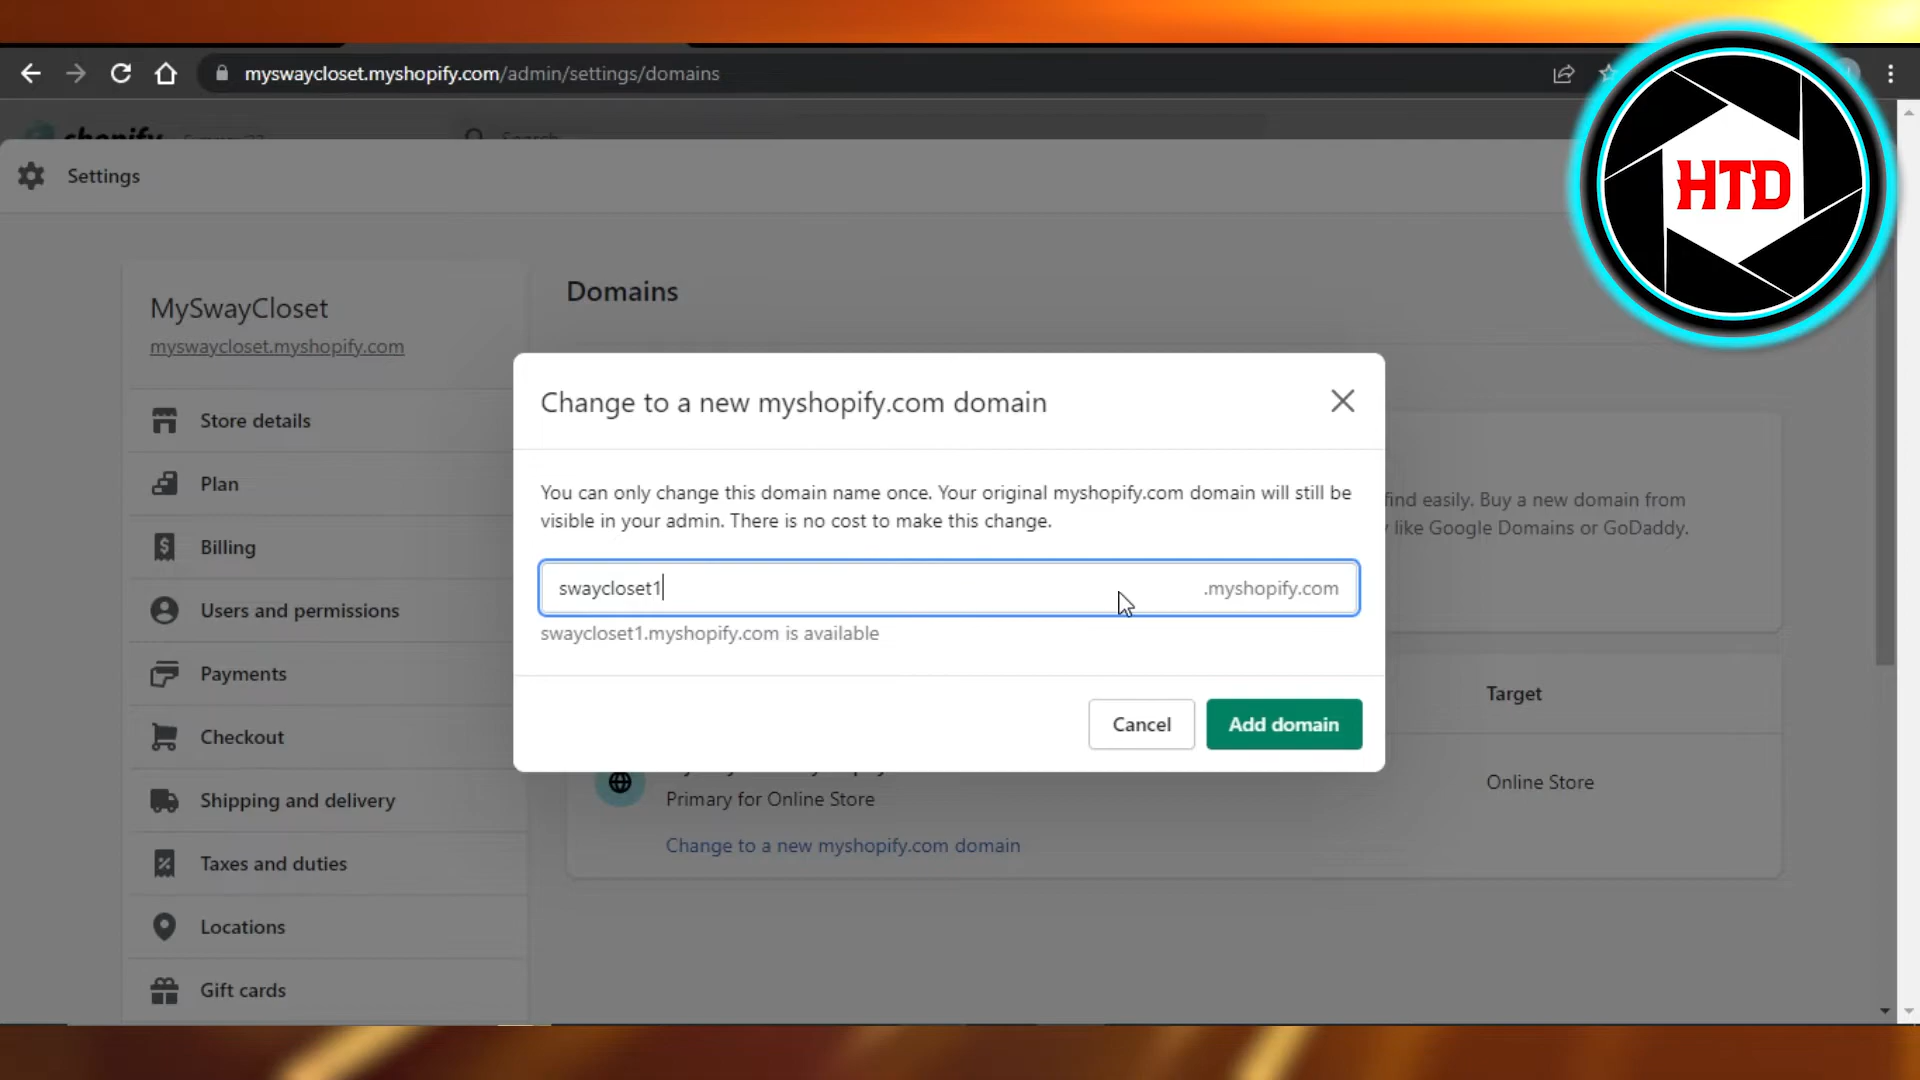 myswaycloset.myshopify.com/admin/settings/domains
shopify
Search
HTD
Settings
MySwayCloset
myswaycloset.myshopify.com
Store details
Plan
Billing
Users and permissions
Payments
Checkout
Shipping and delivery
Taxes and duties
Locations
Gift cards
Domains
find easily. Buy a new domain from
like Google Domains or GoDaddy.
Change to a new myshopify.com domain
You can only change this domain name once. Your original myshopify.com domain will still be
visible in your admin. There is no cost to make this change.
swaycloset1 .myshopify.com
swaycloset1.myshopify.com is available
Cancel Add domain
Target
Online Store
Primary for Online Store
Change to a new myshopify.com domain